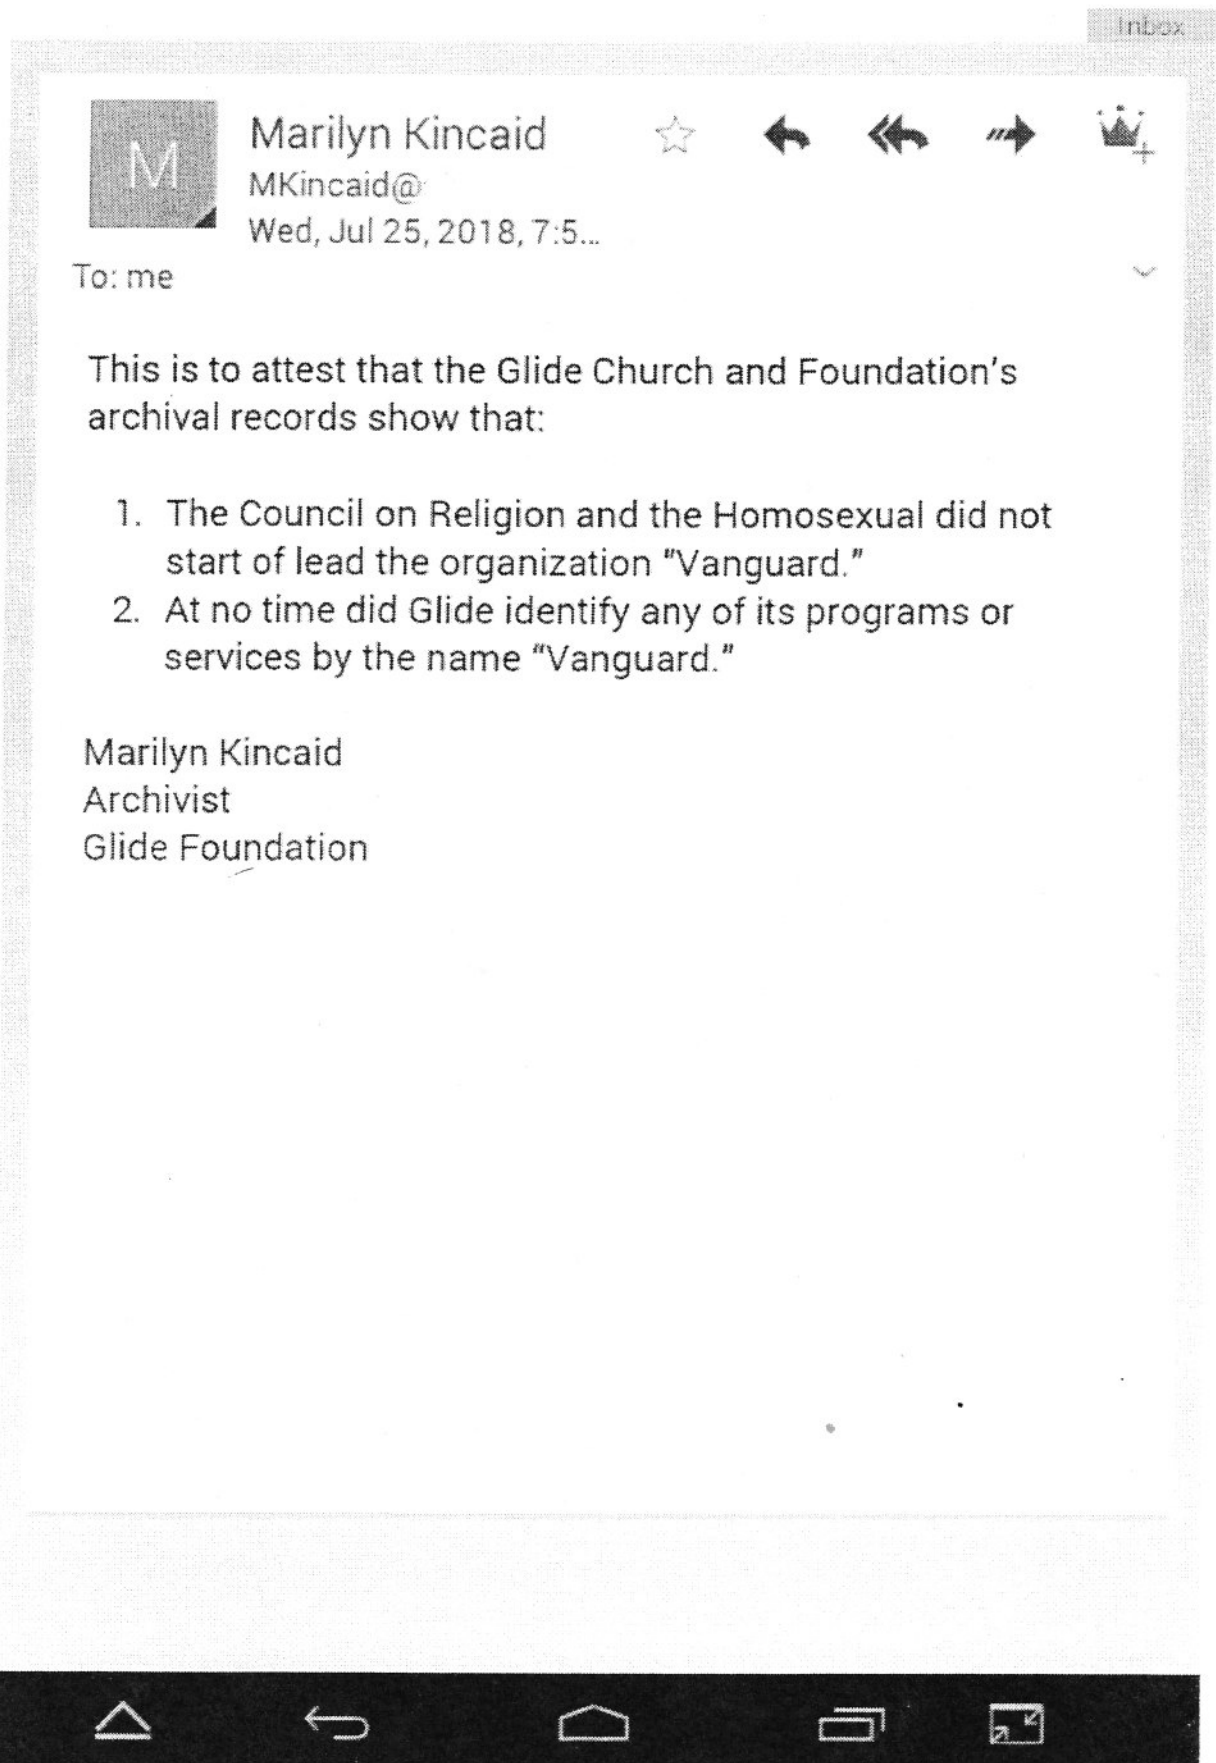 Inbox
M
Marilyn Kincaid
MKincaid@
Wed, Jul 25, 2018, 7:5...
To: me
This is to attest that the Glide Church and Foundation's
archival records show that:
1. The Council on Religion and the Homosexual did not
start of lead the organization "Vanguard."
2. At no time did Glide identify any of its programs or
services by the name "Vanguard."
Marilyn Kincaid
Archivist
Glide Foundation